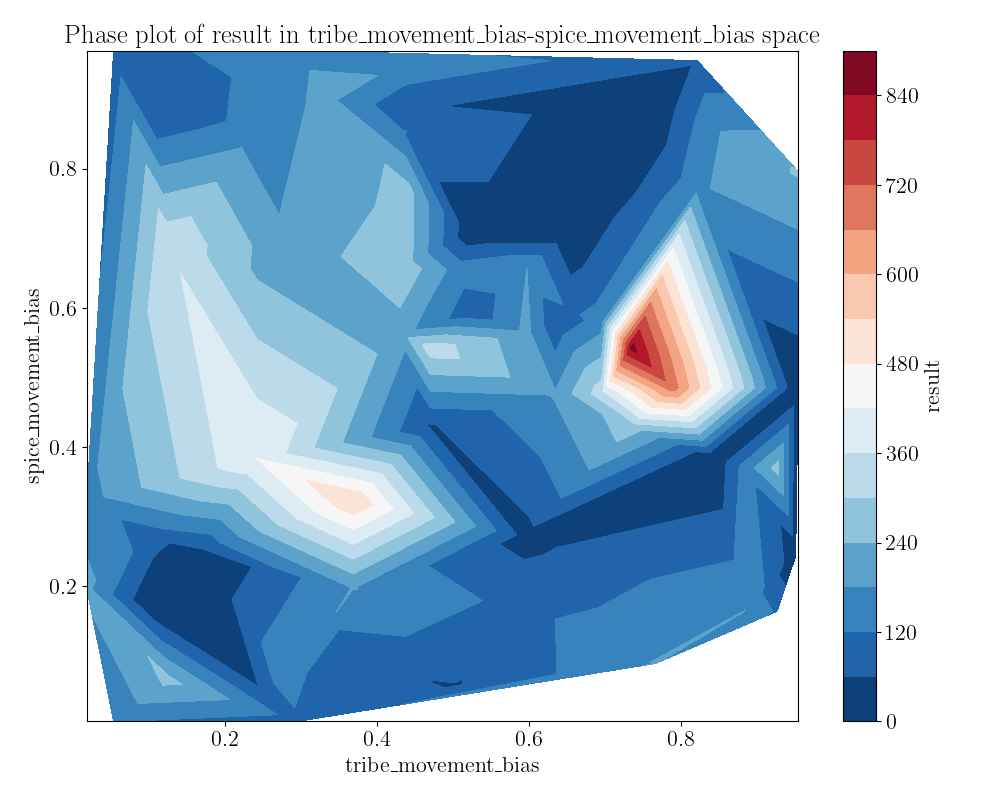 Phase plot of result in tribe_movement_bias-spice_movement_bias space
0.8
0.6
0.4
0.2
spice_movement_bias
0.2 0.4 0.6 0.8
tribe_movement_bias
840
720
600
480
360
240
120
0
result